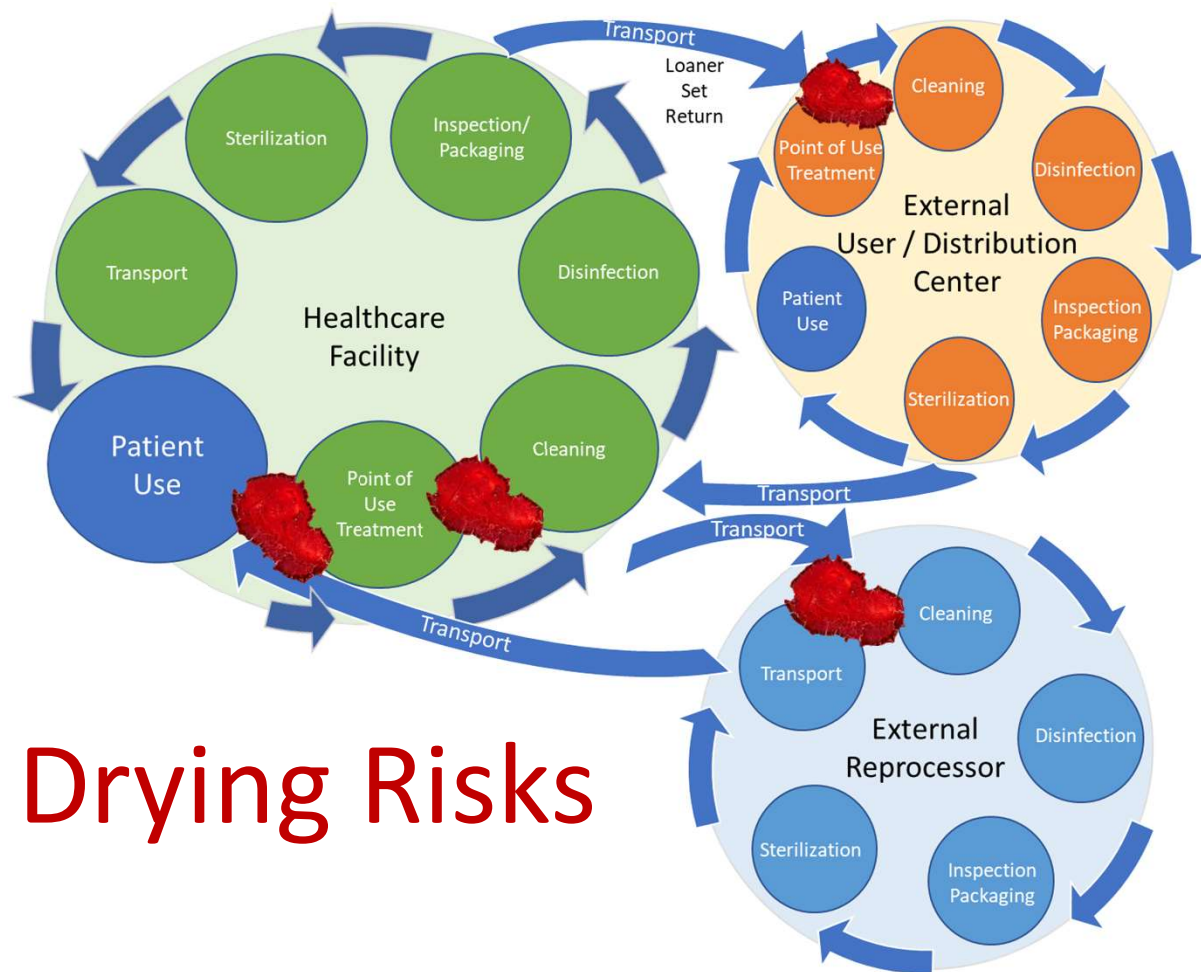 Transport
Loaner
Set
Return
Sterilization
Inspection/
Packaging
Transport
Disinfection
Healthcare
Facility
Patient
Use
Point of
Use
Treatment
Cleaning
Cleaning
Point of Use
Treatment
Disinfection
External
User / Distribution
Center
Patient
Use
Inspection
Packaging
Sterilization
Transport
Transport
Transport
Cleaning
Transport
Disinfection
External
Reprocessor
Sterilization
Inspection
Packaging
Drying Risks